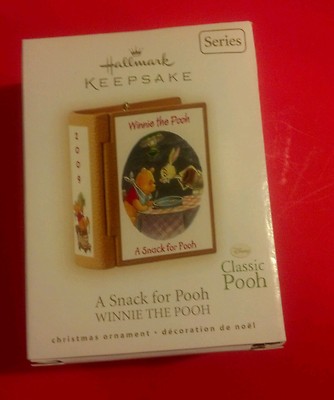 Hallmark
KEEPSAKE
Series
2009
Winnie the Pooh
A Snack for Pooh
Disney
Classic
Pooh
A Snack for Pooh
WINNIE THE POOH
christmas ornament • décoration de noël